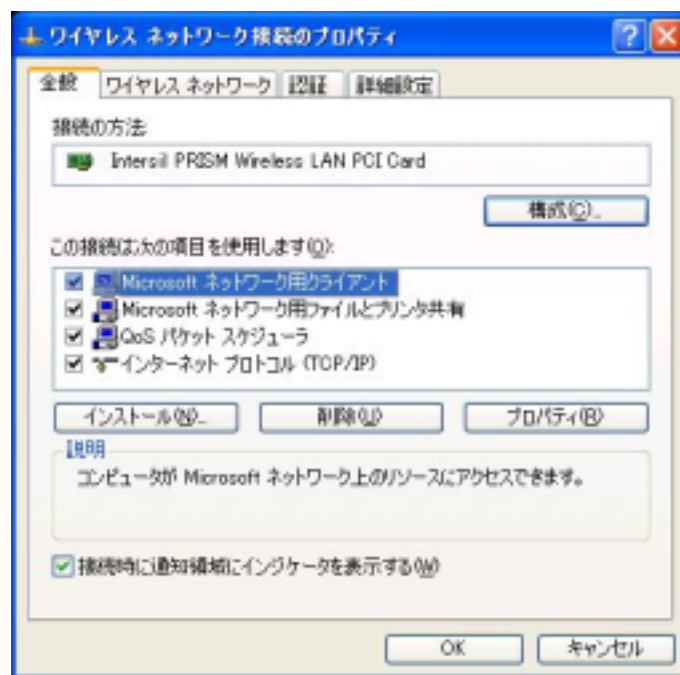 ワイヤレス ネットワーク接続のプロパティ
全般 ワイヤレス ネットワーク 認証 詳細設定
接続の方法:
Intersil PRISM Wireless LAN PCI Card
構成(C)...
この接続は次の項目を使用します(O):
Microsoft ネットワーク用クライアント
Microsoft ネットワーク用ファイルとプリンタ共有
QoS パケット スケジューラ
インターネット プロトコル (TCP/IP)
インストール(N)... 削除(U) プロパティ(R)
説明
コンピュータが Microsoft ネットワーク上のリソースにアクセスできます。
接続時に通知領域にインジケータを表示する(W)
OK キャンセル